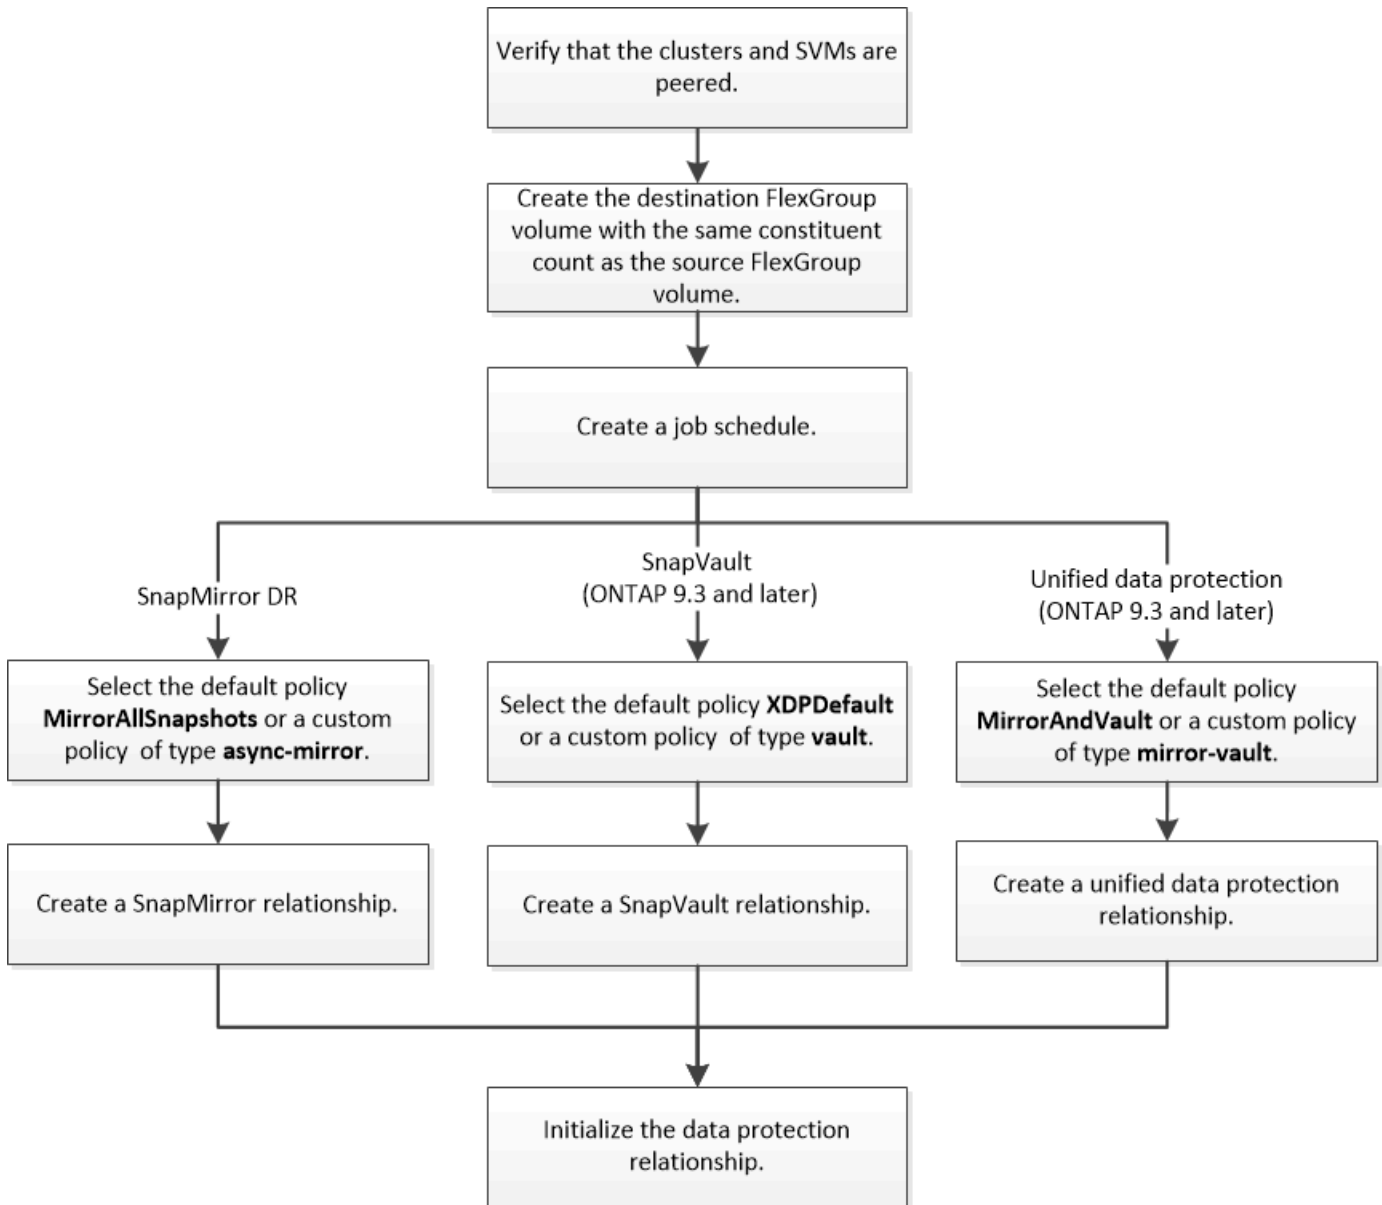 Verify that the clusters and SVMs are
peered.
Create the destination FlexGroup
volume with the same constituent
count as the source FlexGroup
volume.
Create a job schedule.
SnapMirror DR
SnapVault
(ONTAP 9.3 and later)
Unified data protection
(ONTAP 9.3 and later)
Select the default policy
MirrorAllSnapshots or a custom
policy of type async-mirror.
Select the default policy XDPDefault
or a custom policy of type vault.
Select the default policy
MirrorAndVault or a custom policy
of type mirror-vault.
Create a SnapMirror relationship.
Create a SnapVault relationship.
Create a unified data protection
relationship.
Initialize the data protection
relationship.